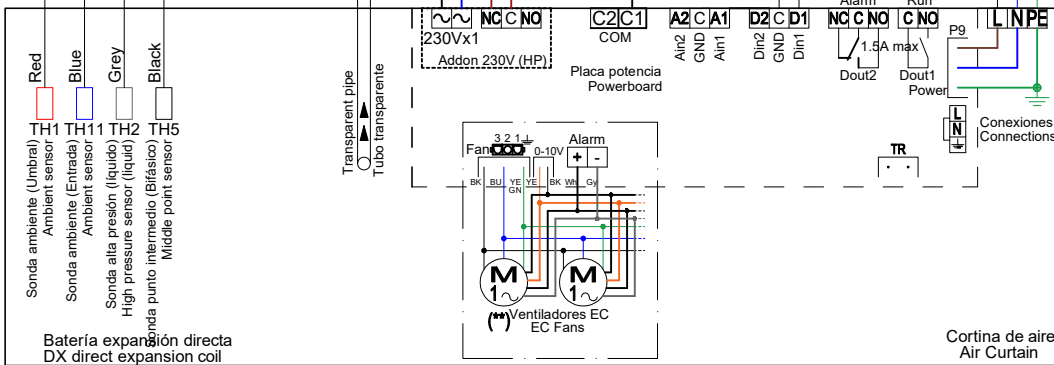 Alarm
Run
NC C NO
C2 C1
A2 C A1
D2 C D1
NC C NO
C NO
L N PE
230Vx1
COM
Ain2
GND
Ain1
Din2
GND
Din1
1.5A max
P9
Addon 230V (HP)
Dout2
Dout1
Power
Placa potencia
Powerboard
Red
Blue
Grey
Black
TH1
TH11
TH2
TH5
Sonda ambiente (Umbral)
Ambient sensor
Sonda ambiente (Entrada)
Ambient sensor
Sonda alta presión (líquido)
High pressure sensor (liquid)
Sonda punto intermedio (Bifásico)
Middle point sensor
Transparent pipe
Tubo transparente
L
N
Conexiones
Connections
TR
3 2 1
Fan
0-10V
Alarm
+ -
BK BU YE GN YE BK Wh Gy
M
1
M
1
(**) Ventiladores EC
EC Fans
Batería expansión directa
DX direct expansion coil
Cortina de aire
Air Curtain